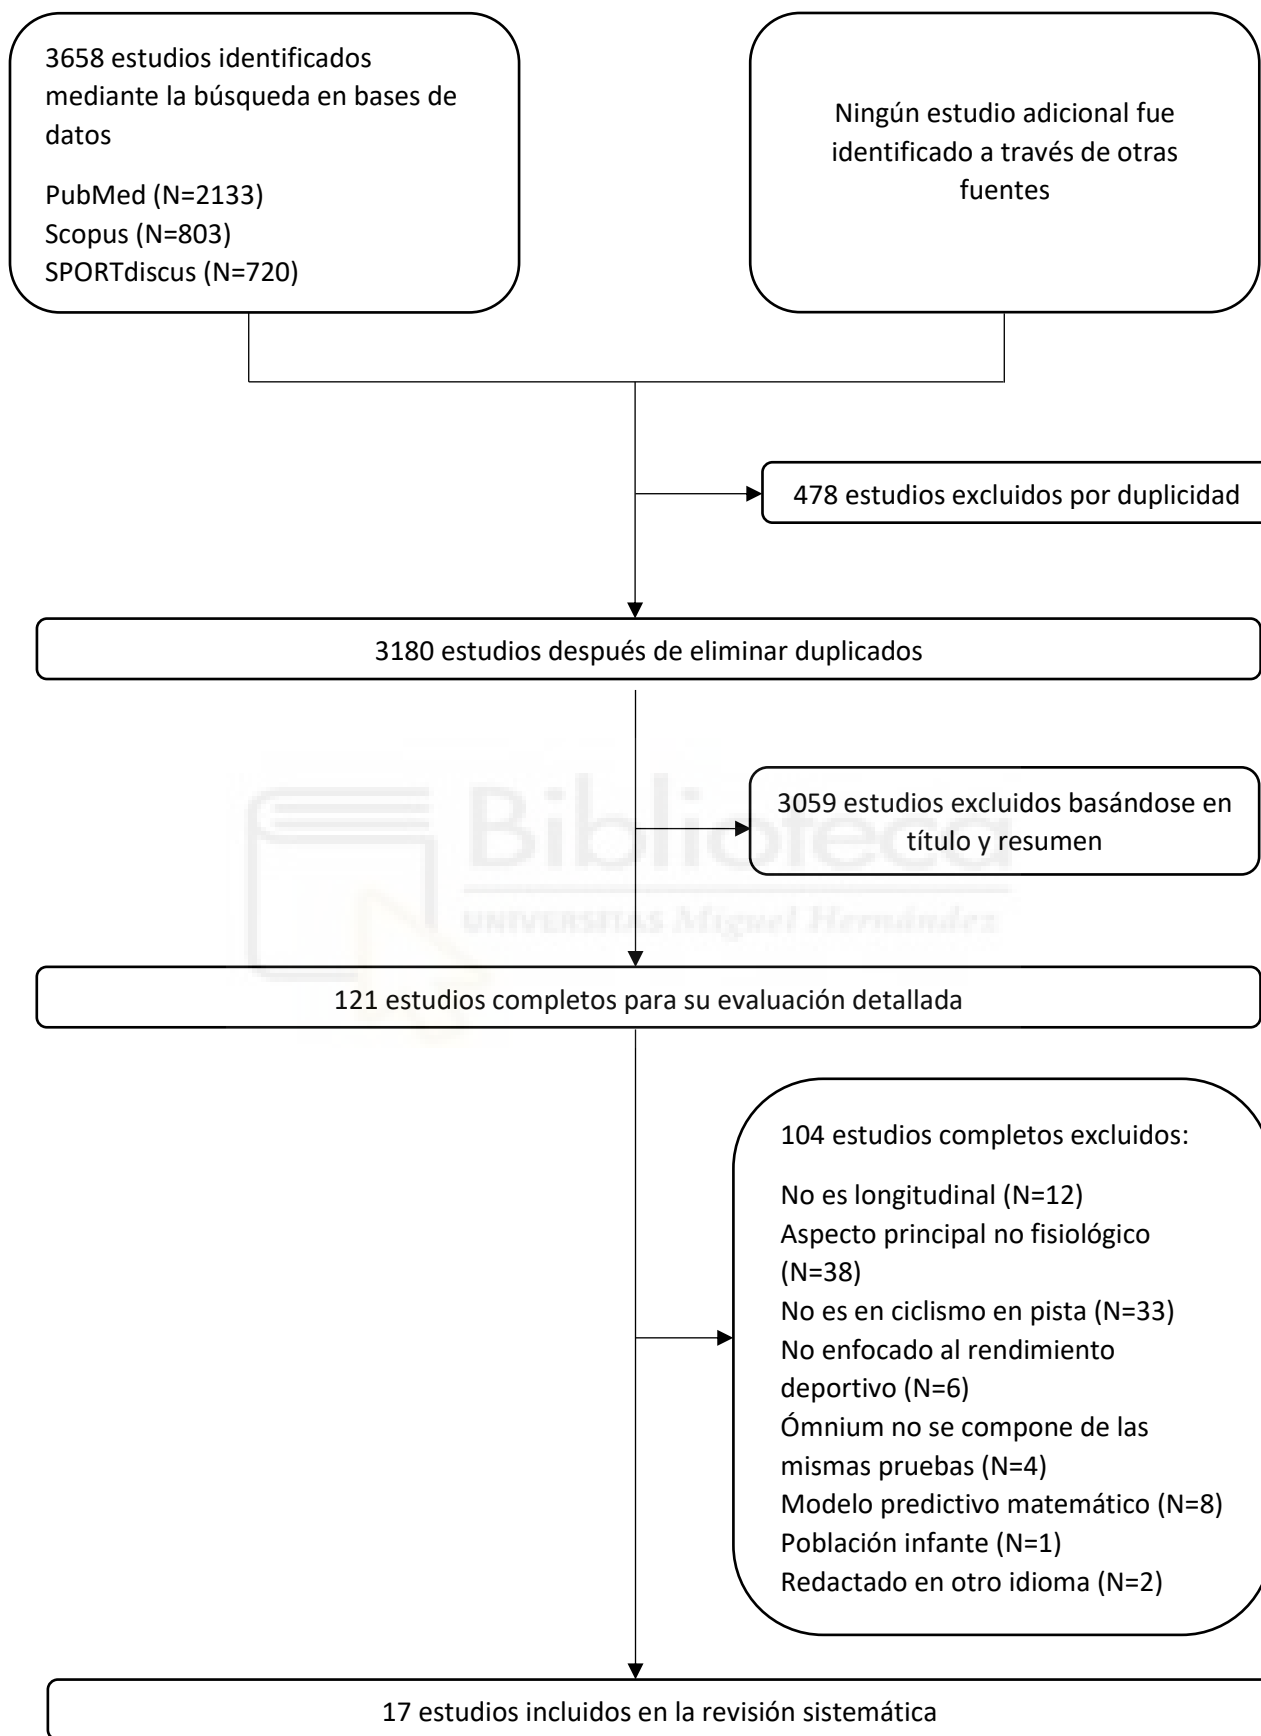 3658 estudios identificados
mediante la búsqueda en bases de
datos
PubMed (N=2133)
Scopus (N=803)
SPORTdiscus (N=720)
Ningún estudio adicional fue
identificado a través de otras
fuentes
478 estudios excluidos por duplicidad
3180 estudios después de eliminar duplicados
3059 estudios excluidos basándose en
título y resumen
Biblioteca
UNIVERSITAS Miguel Hernández
121 estudios completos para su evaluación detallada
104 estudios completos excluidos:
No es longitudinal (N=12)
Aspecto principal no fisiológico
(N=38)
No es en ciclismo en pista (N=33)
No enfocado al rendimiento
deportivo (N=6)
Ómnium no se compone de las
mismas pruebas (N=4)
Modelo predictivo matemático (N=8)
Población infante (N=1)
Redactado en otro idioma (N=2)
17 estudios incluidos en la revisión sistemática